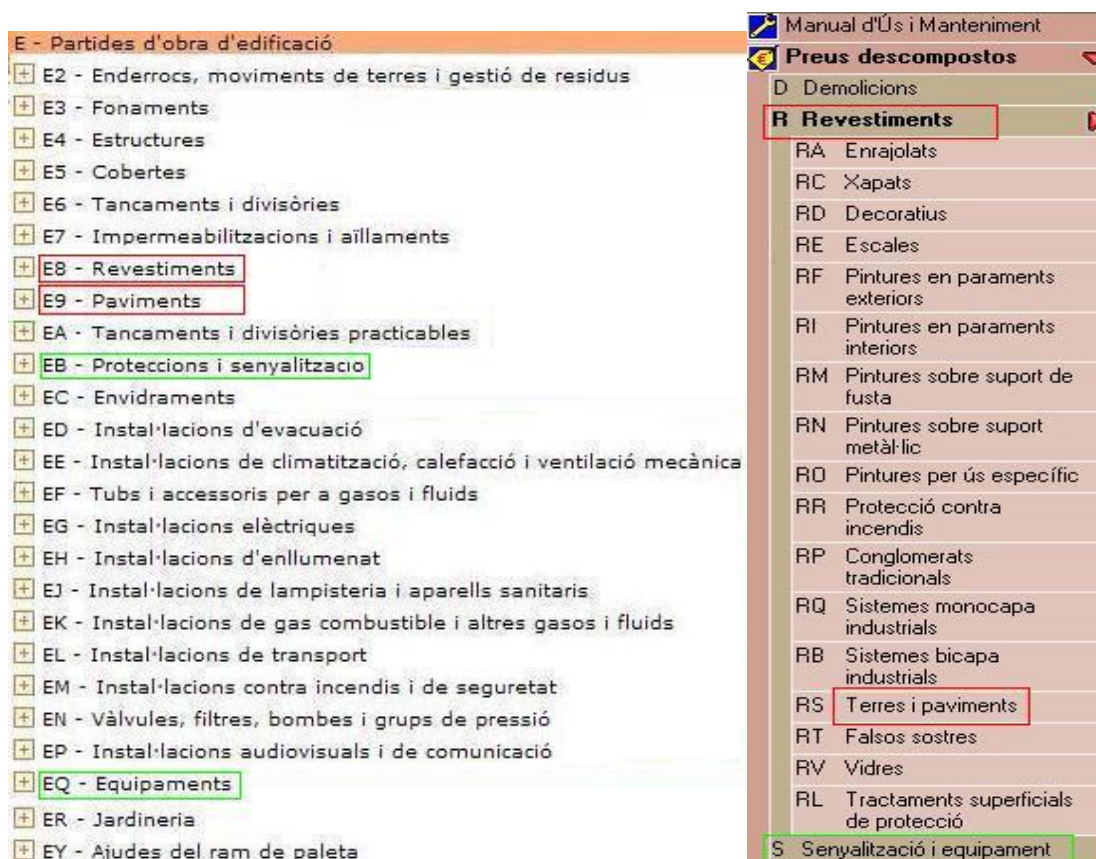 E - Partides d'obra d'edificació
E2 - Enderrocs, moviments de terres i gestió de residus
E3 - Fonaments
E4 - Estructures
E5 - Cobertes
E6 - Tancaments i divisòries
E7 - Impermeabilitzacions i aïllaments
E8 - Revestiments
E9 - Paviments
EA - Tancaments i divisòries practicables
EB - Proteccions i senyalització
EC - Envidraments
ED - Instal·lacions d'evacuació
EE - Instal·lacions de climatització, calefacció i ventilació mecànica
EF - Tubs i accessoris per a gasos i fluids
EG - Instal·lacions elèctriques
EH - Instal·lacions d'enllumenat
EJ - Instal·lacions de lampisteria i aparells sanitaris
EK - Instal·lacions de gas combustible i altres gasos i fluids
EL - Instal·lacions de transport
EM - Instal·lacions contra incendis i de seguretat
EN - Vàlvules, filtres, bombes i grups de pressió
EP - Instal·lacions audiovisuals i de comunicació
EQ - Equipaments
ER - Jardineria
EY - Ajudes del ram de paleta
Manual d'Ús i Manteniment
Preus descompostos
D Demolicions
R Revestiments
RA Enrajolats
RC Xapats
RD Decoratius
RE Escales
RF Pintures en paraments
exteriors
RI Pintures en paraments
interiors
RM Pintures sobre suport de
fusta
RN Pintures sobre suport
metàl·lic
RO Pintures per ús específic
RR Protecció contra
incendis
RP Conglomerats
tradicionals
RQ Sistemes monocapa
industrials
RB Sistemes bicapa
industrials
RS Terres i paviments
RT Falsos sostres
RV Vidres
RL Tractaments superficials
de protecció
S Senyalització i equipament